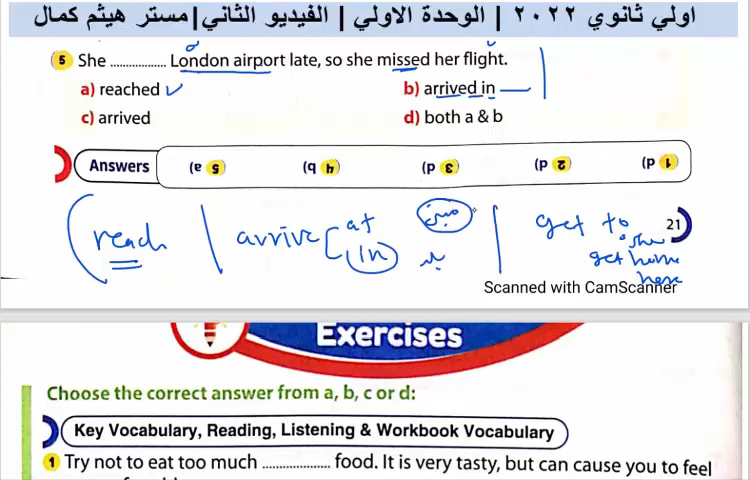 اولي ثانوي ٢٠٢٢ | الوحدة الاولي | الفيديو الثاني | مستر هيثم كمال
5 She .................. London airport late, so she missed her flight.
a) reached
b) arrived in
c) arrived
d) both a & b
Answers 5 a) 4 b) 3 d) 2 d) 1 d)
reach
arrive at
in
مبنى
بلد
get to
get home
here
21
Scanned with CamScanner
Exercises
Choose the correct answer from a, b, c or d:
Key Vocabulary, Reading, Listening & Workbook Vocabulary
1 Try not to eat too much .................... food. It is very tasty, but can cause you to feel